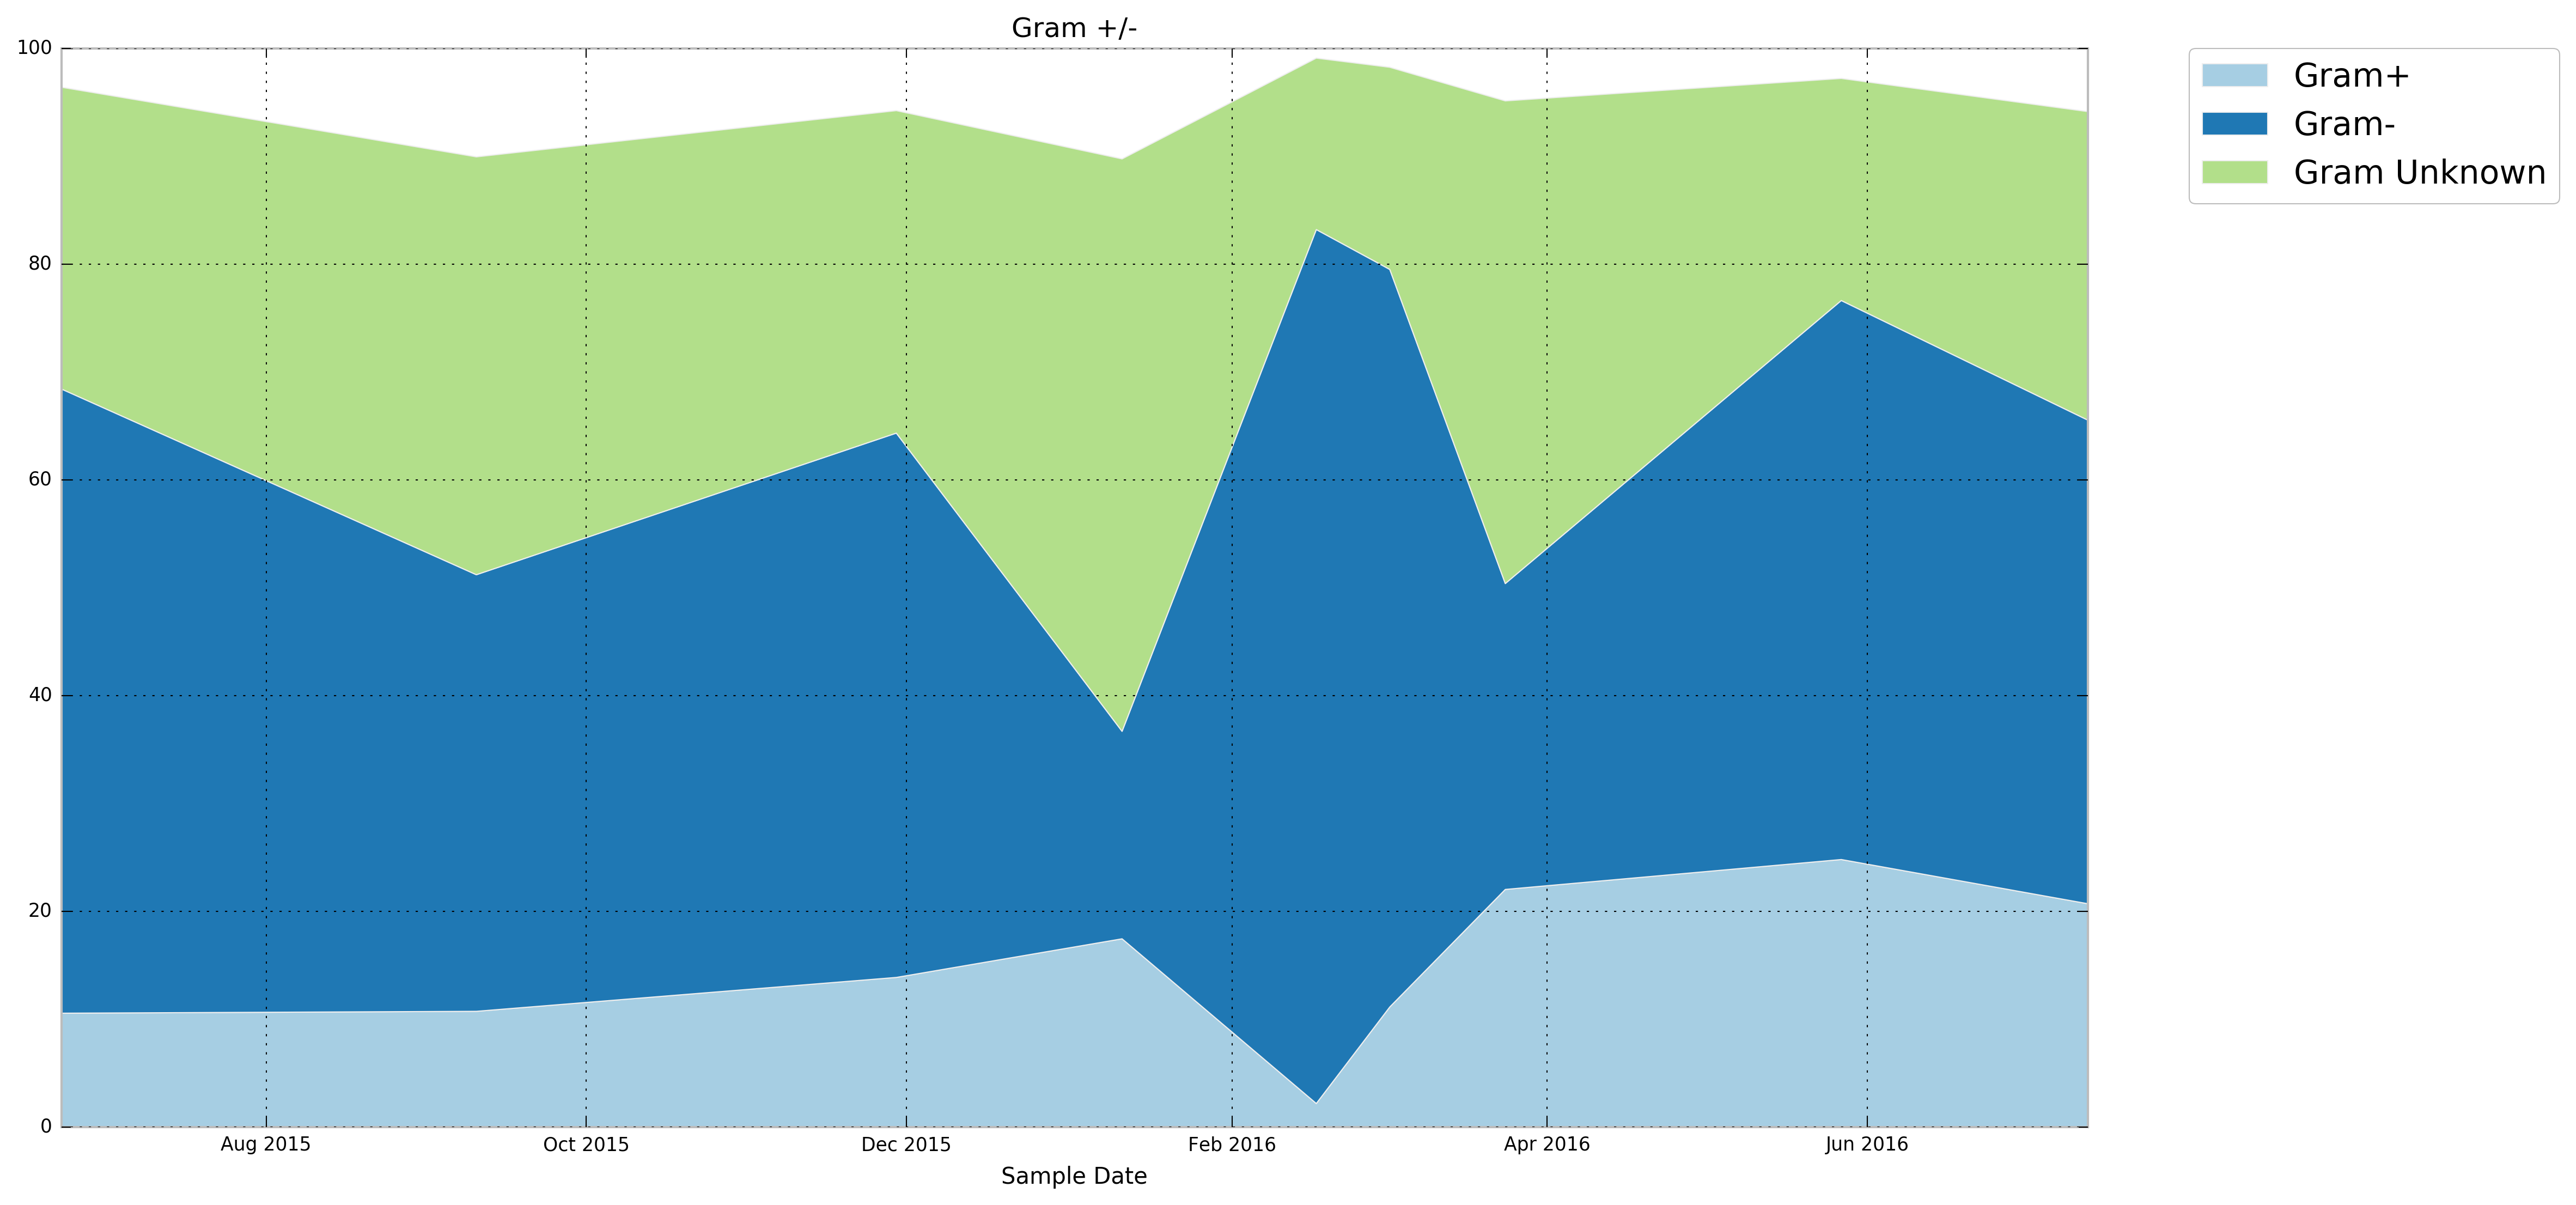 Gram +/-
100
80
60
40
20
0
Aug 2015 Oct 2015 Dec 2015 Feb 2016 Apr 2016 Jun 2016
Sample Date
Gram+
Gram-
Gram Unknown